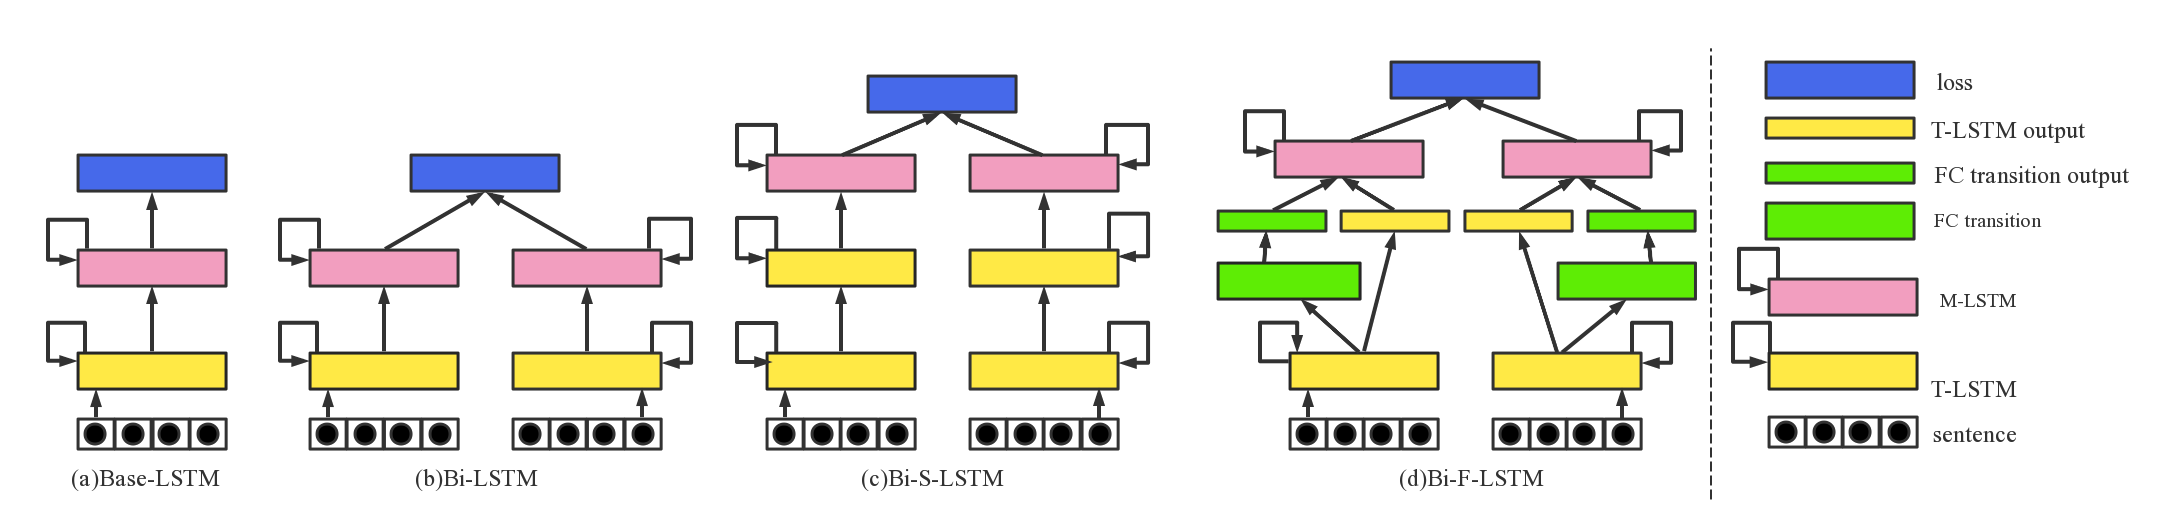 (a)Base-LSTM
(b)Bi-LSTM
(c)Bi-S-LSTM
(d)Bi-F-LSTM
loss
T-LSTM output
FC transition output
FC transition
M-LSTM
T-LSTM
sentence